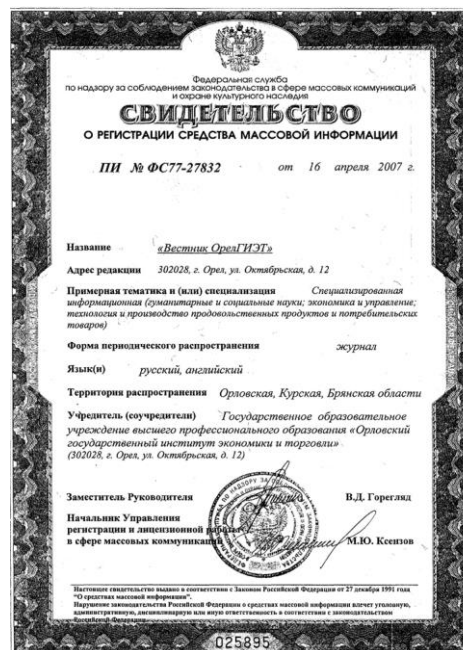 Федеральная служба
по надзору за соблюдением законодательства в сфере массовых коммуникаций
и охране культурного наследия
СВИДЕТЕЛЬСТВО
О РЕГИСТРАЦИИ СРЕДСТВА МАССОВОЙ ИНФОРМАЦИИ
ПИ № ФС77-27832 от 16 апреля 2007 г.
Название «Вестник ОрелГИЭТ»
Адрес редакции 302028, г. Орел, ул. Октябрьская, д. 12
Примерная тематика и (или) специализация Специализированная
информационная (гуманитарные и социальные науки; экономика и управление;
технология и производство продовольственных продуктов и потребительских
товаров)
Форма периодического распространения журнал
Язык(и) русский, английский
Территория распространения Орловская, Курская, Брянская области
Учредитель (соучредители) Государственное образовательное
учреждение высшего профессионального образования «Орловский
государственный институт экономики и торговли»
(302028, г. Орел, ул. Октябрьская, д. 12)
Заместитель Руководителя В.Д. Горегляд
Начальник Управления
регистрации и лицензионной работы
в сфере массовых коммуникаций М.Ю. Ксензов
Настоящее свидетельство выдано в соответствии с Законом Российской Федерации от 27 декабря 1991 года
"О средствах массовой информации".
Нарушение законодательства Российской Федерации о средствах массовой информации влечет уголовную,
административную, дисциплинарную или иную ответственность в соответствии с законодательством
Российской Федерации.
025895